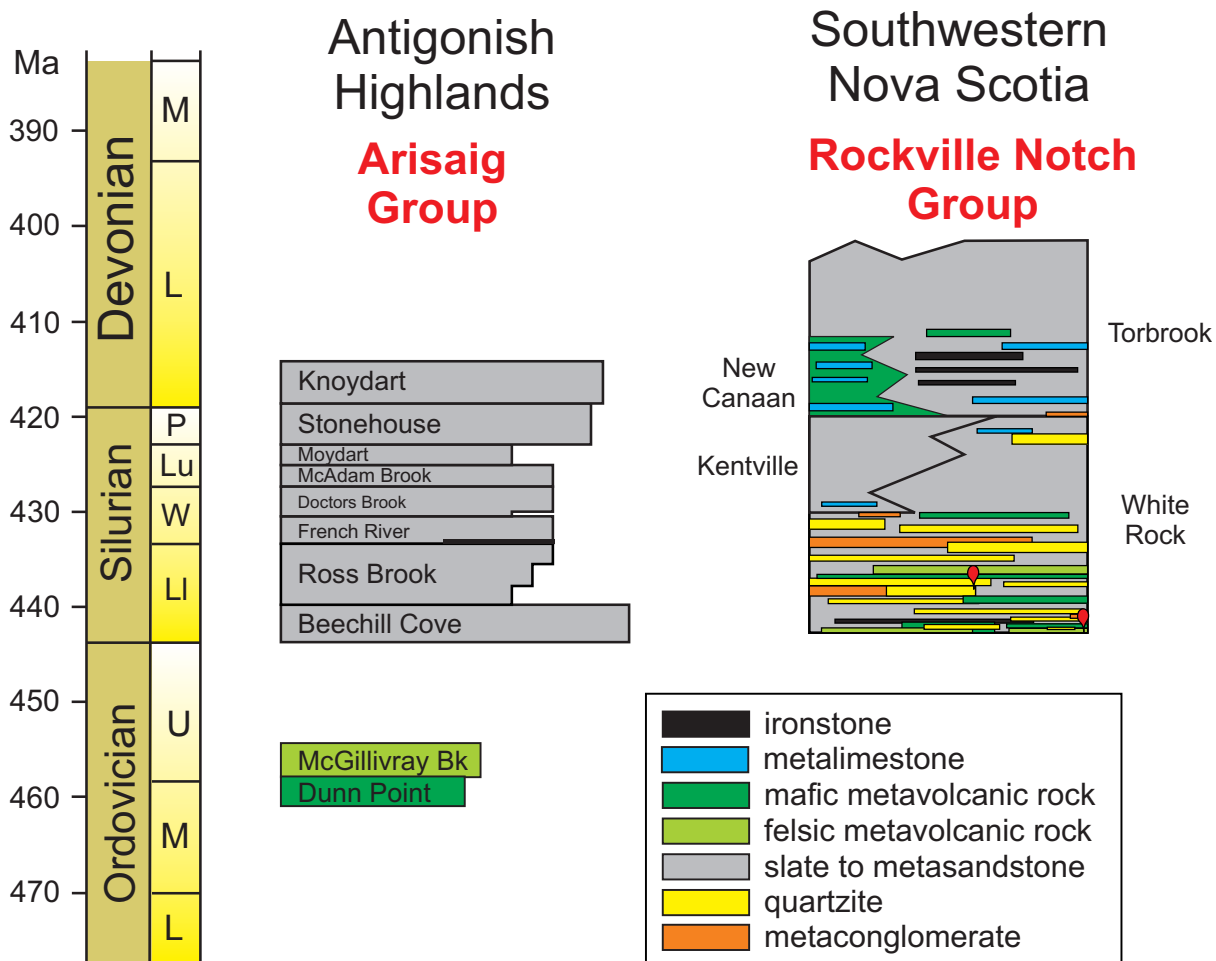 Ma
390
400
410
420
430
440
450
460
470
Devonian
Silurian
Ordovician
M
L
P
Lu
W
Ll
U
M
L
Antigonish
Highlands
Arisaig
Group
Knoydart
Stonehouse
Moydart
McAdam Brook
Doctors Brook
French River
Ross Brook
Beechill Cove
McGillivray Bk
Dunn Point
Southwestern
Nova Scotia
Rockville Notch
Group
Torbrook
New
Canaan
Kentville
White
Rock
ironstone
metalimestone
mafic metavolcanic rock
felsic metavolcanic rock
slate to metasandstone
quartzite
metaconglomerate